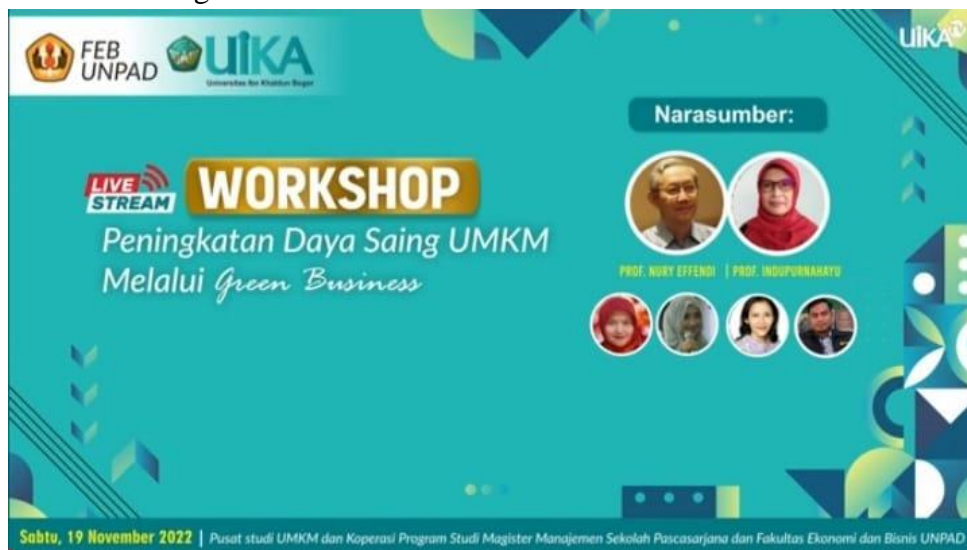 FEB
UNPAD
UIKA
Universitas Ibn Khaldun Bogor
UIKA TV
Narasumber:
LIVE
STREAM
WORKSHOP
Peningkatan Daya Saing UMKM
Melalui Green Business
PROF. NURY EFFENDI | PROF. INDUPURNAHAYU
Sabtu, 19 November 2022 | Pusat studi UMKM dan Koperasi Program Studi Magister Manajemen Sekolah Pascasarjana dan Fakultas Ekonomi dan Bisnis UNPAD